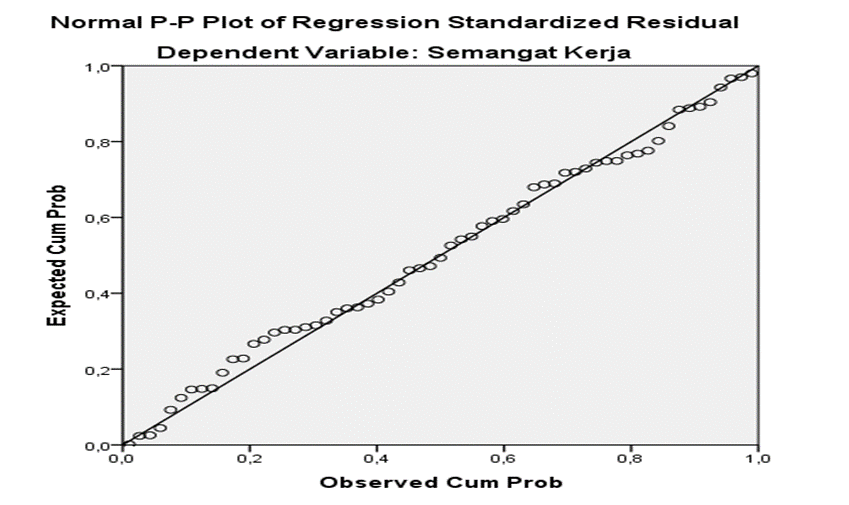 Normal P-P Plot of Regression Standardized Residual
Dependent Variable: Semangat Kerja
1,0
0,8
0,6
0,4
0,2
0,0
Expected Cum Prob
0,0 0,2 0,4 0,6 0,8 1,0
Observed Cum Prob